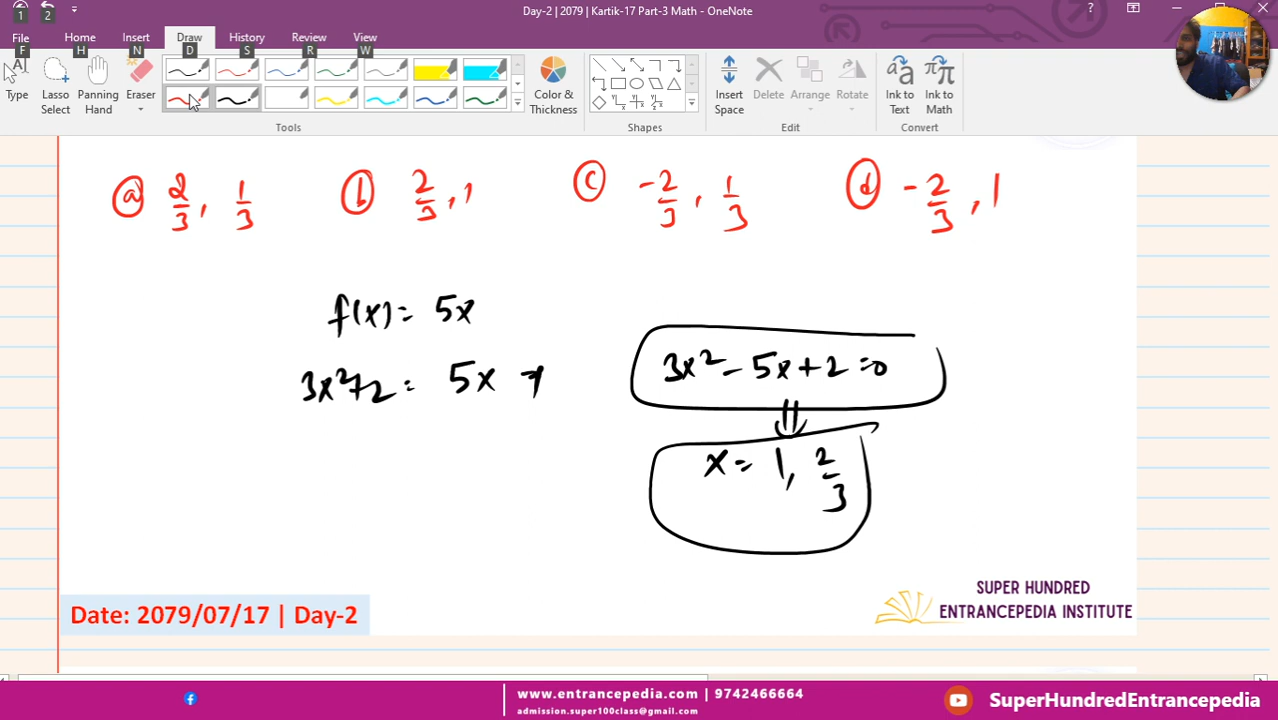 Day-2 | 2079 | Kartik-17 Part-3 Math - OneNote
1 2
File Home Insert Draw History Review View
F H N D S R W
Type Lasso Select Panning Hand Eraser Color & Thickness Insert Space Delete Arrange Rotate Ink to Text Ink to Math
Tools Shapes Edit Convert
ⓐ 2/3, 1/3 ⓑ 2/3, 1 ⓒ -2/3, 1/3 ⓓ -2/3, 1
f(x) = 5x
3x²+2 = 5x
3x² - 5x + 2 = 0
x = 1, 2/3
SUPER HUNDRED
ENTRANCEPEDIA INSTITUTE
Date: 2079/07/17 | Day-2
www.entrancepedia.com | 9742466664
admission.super100class@gmail.com
SuperHundredEntrancepedia